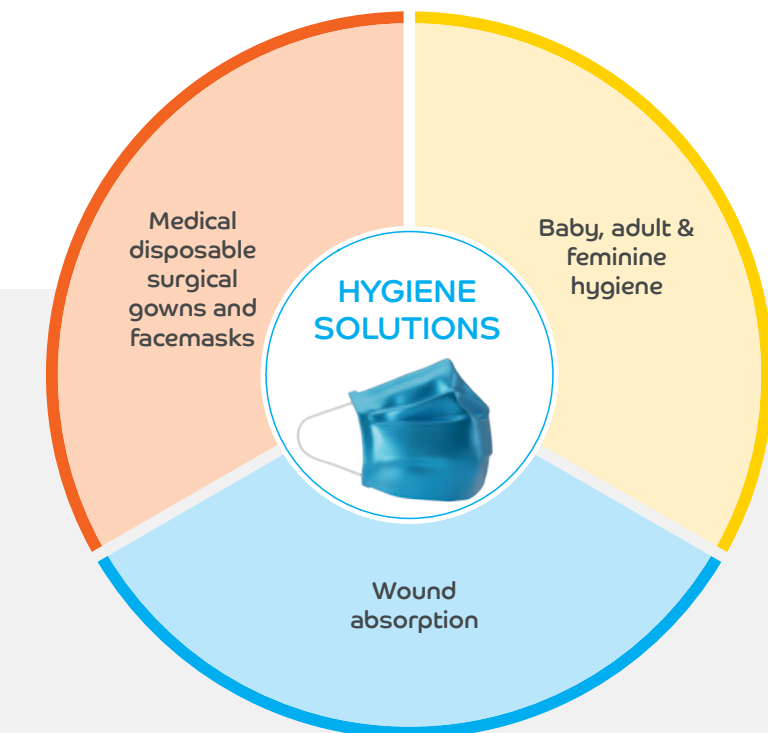 Medical
disposable
surgical
gowns and
facemasks
Baby, adult &
feminine
hygiene
HYGIENE
SOLUTIONS
Wound
absorption